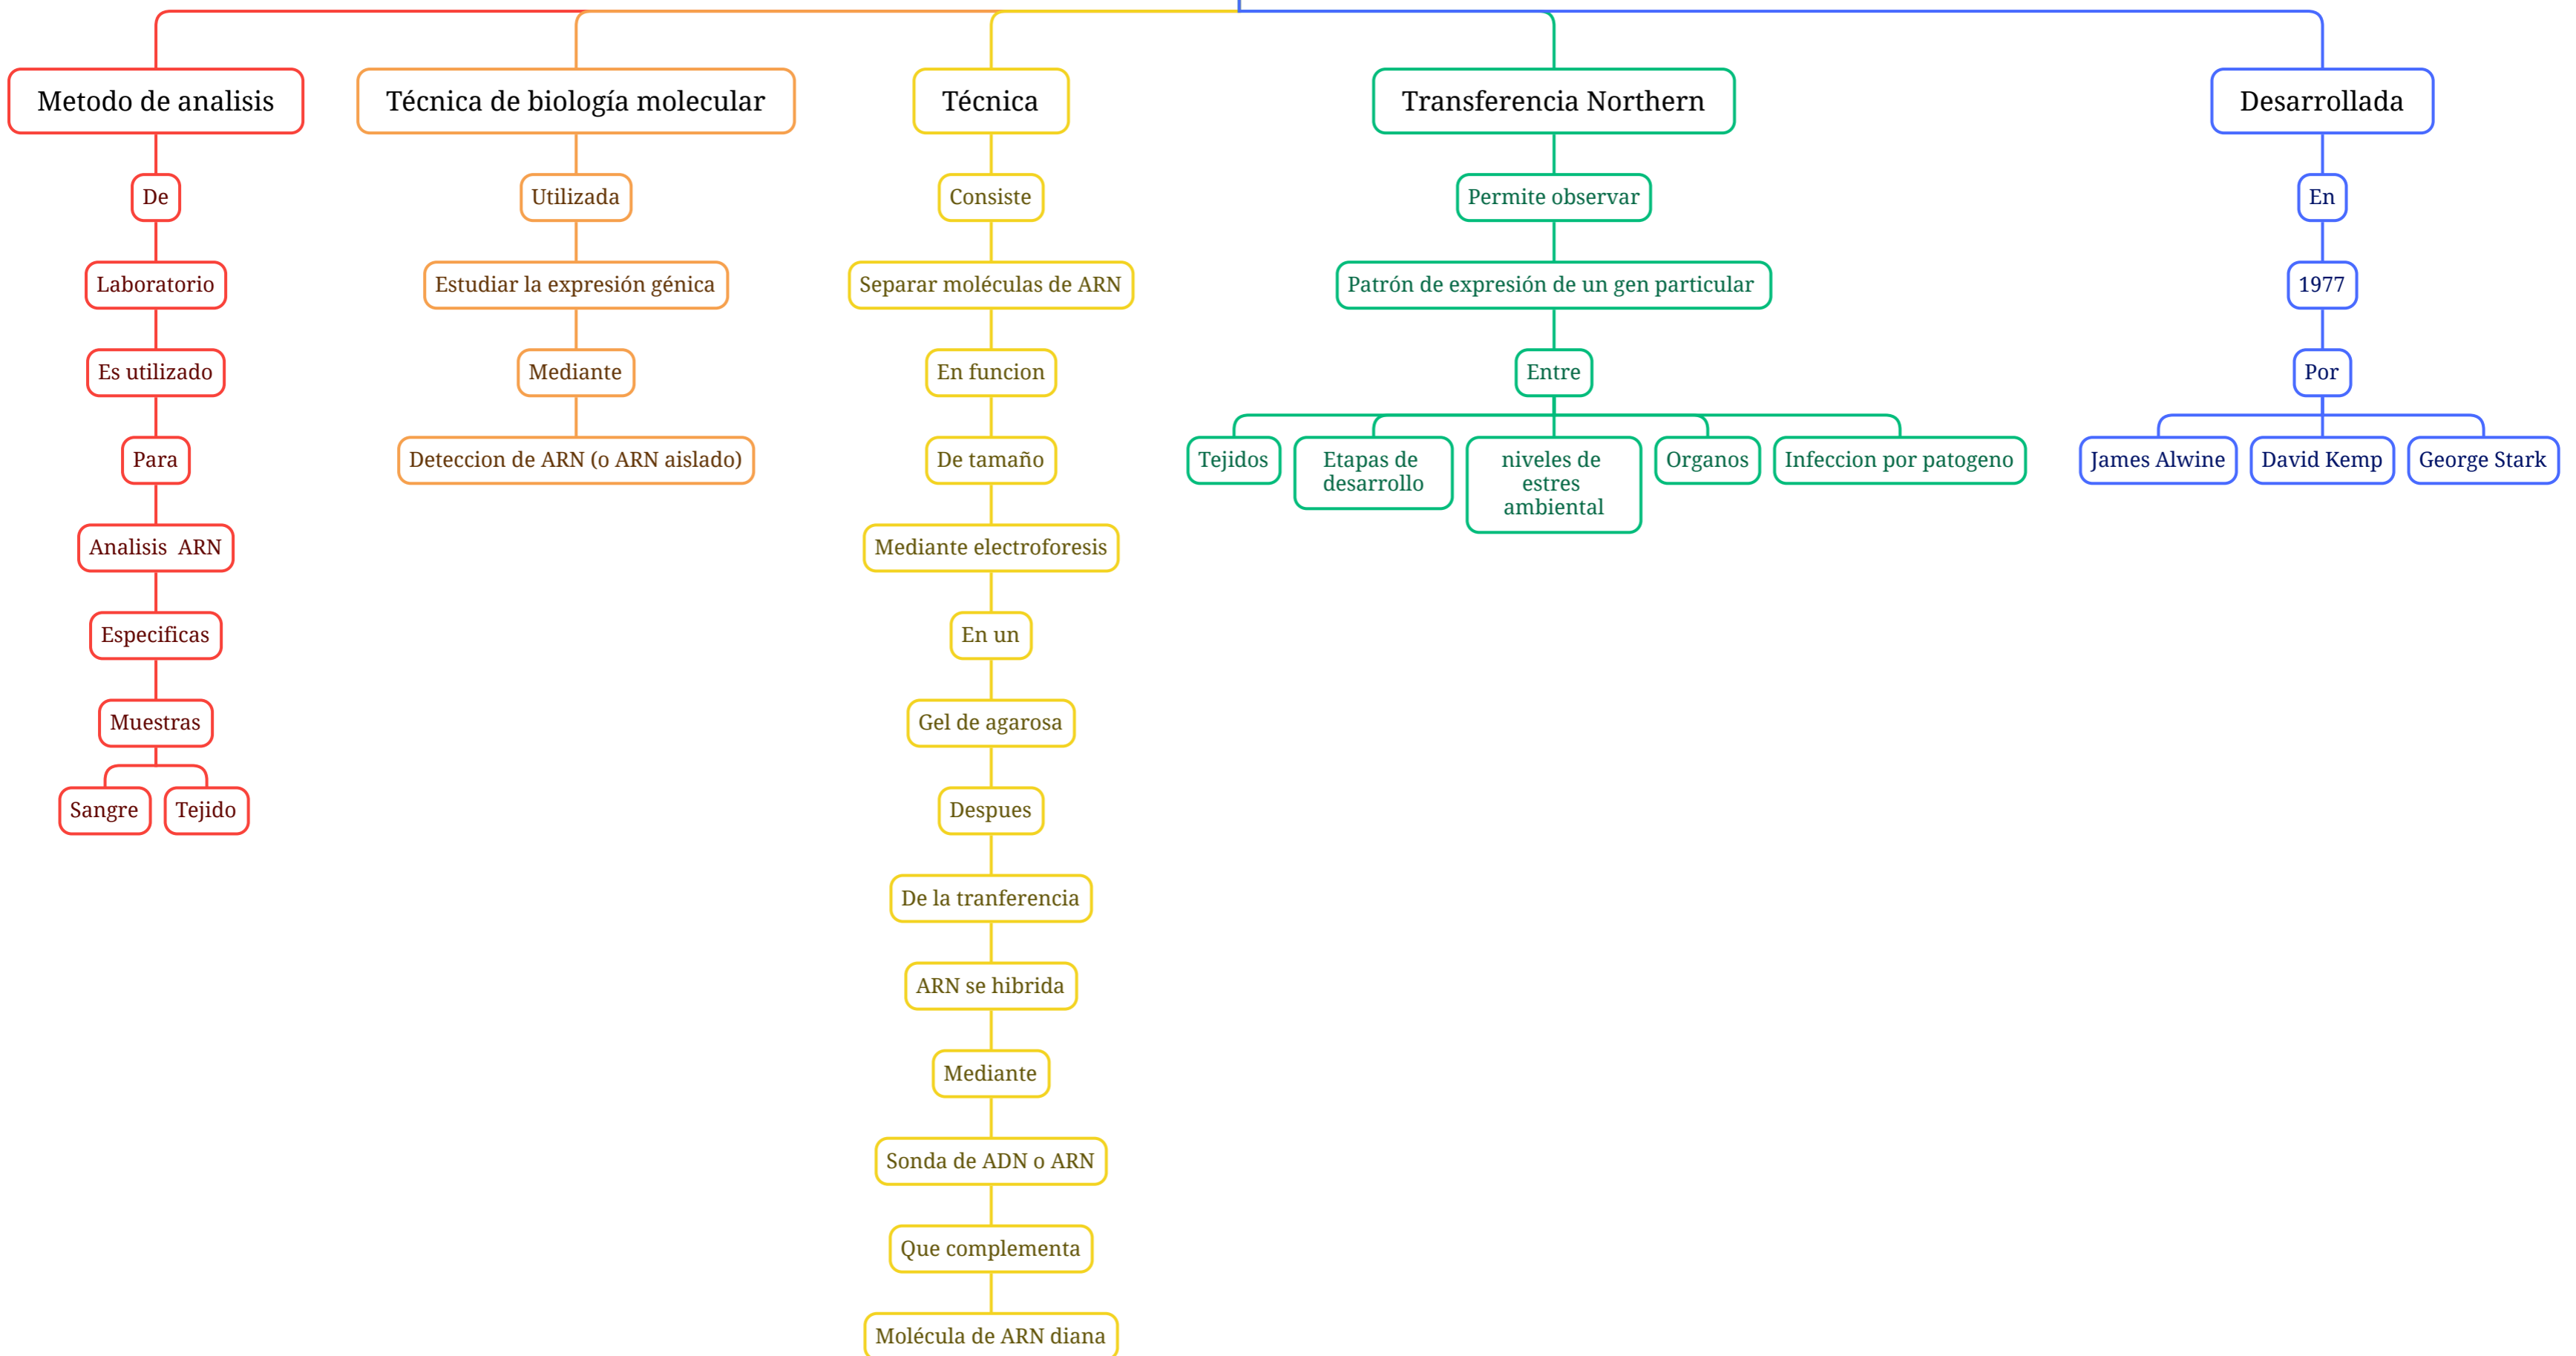 Metodo de analisis
De
Laboratorio
Es utilizado
Para
Analisis  ARN
Especificas
Muestras
Sangre
Tejido
Técnica de biología molecular
Utilizada
Estudiar la expresión génica
Mediante
Deteccion de ARN (o ARN aislado)
Técnica
Consiste
Separar moléculas de ARN
En funcion
De tamaño
Mediante electroforesis
En un
Gel de agarosa
Despues
De la tranferencia
ARN se hibrida
Mediante
Sonda de ADN o ARN
Que complementa
Molécula de ARN diana
Transferencia Northern
Permite observar
Patrón de expresión de un gen particular
Entre
Tejidos
Etapas de
desarrollo
niveles de
estres
ambiental
Organos
Infeccion por patogeno
Desarrollada
En
1977
Por
James Alwine
David Kemp
George Stark